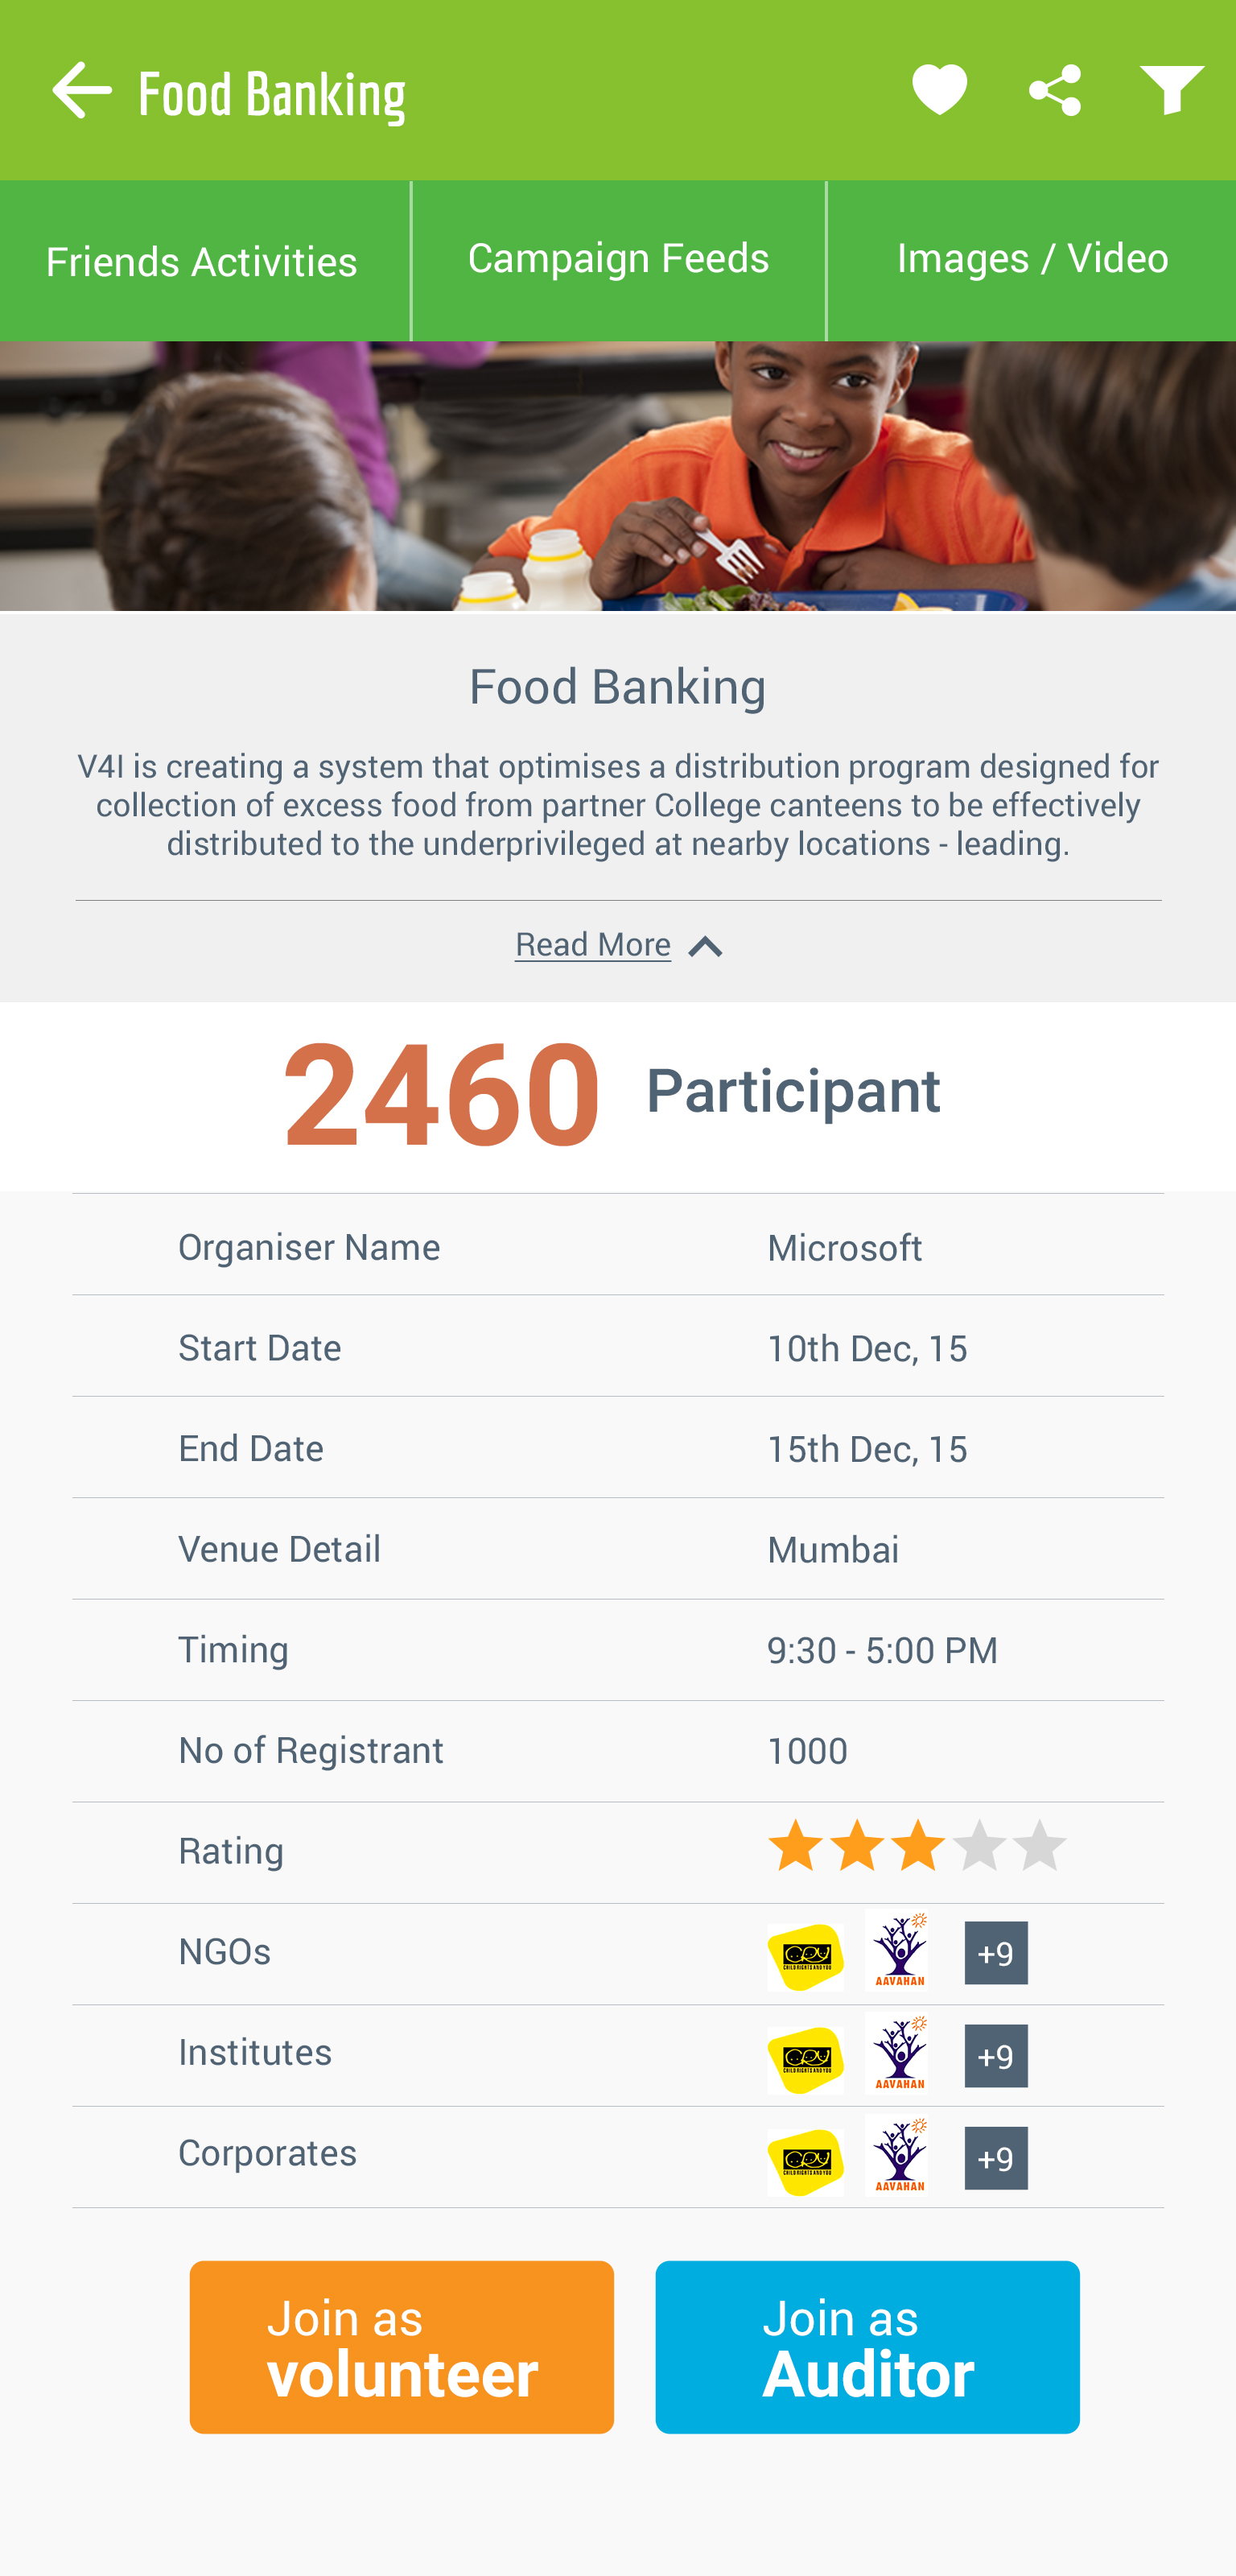 Food Banking
Friends Activities
Campaign Feeds
Images / Video
Food Banking
V4I is creating a system that optimises a distribution program designed for
collection of excess food from partner College canteens to be effectively
distributed to the underprivileged at nearby locations - leading.
Read More
2460 Participant
Organiser Name Microsoft
Start Date 10th Dec, 15
End Date 15th Dec, 15
Venue Detail Mumbai
Timing 9:30 - 5:00 PM
No of Registrant 1000
Rating
NGOs
CRY
CHILD RIGHTS AND YOU
AAVAHAN
+9
Institutes
CRY
CHILD RIGHTS AND YOU
AAVAHAN
+9
Corporates
CRY
CHILD RIGHTS AND YOU
AAVAHAN
+9
Join as
volunteer
Join as
Auditor